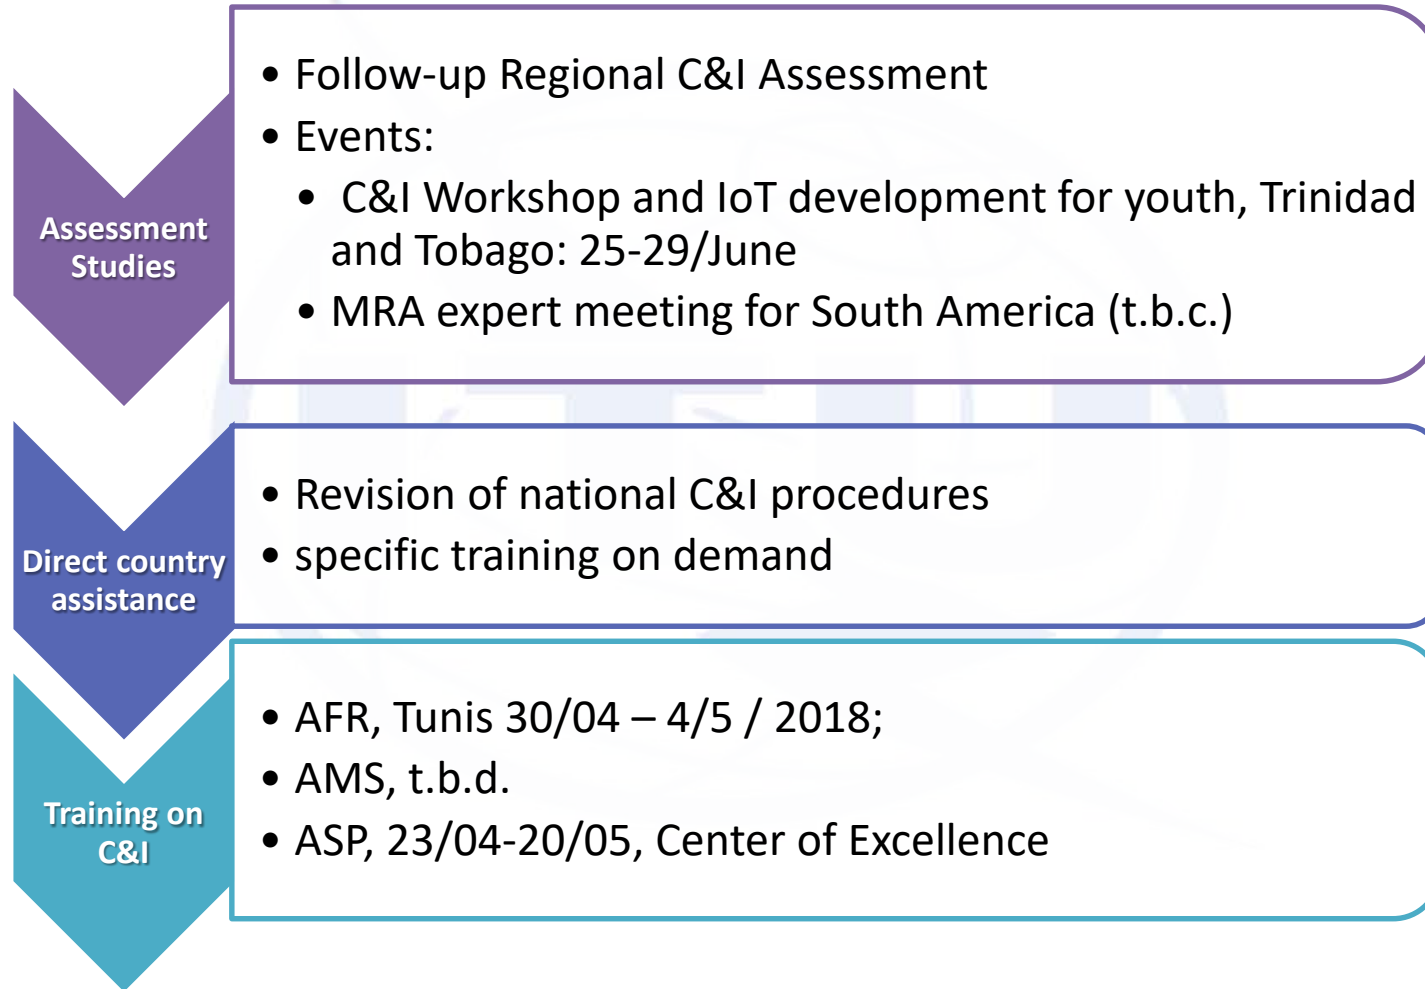 Assessment
Studies
• Follow-up Regional C&I Assessment
• Events:
• C&I Workshop and IoT development for youth, Trinidad
and Tobago: 25-29/June
• MRA expert meeting for South America (t.b.c.)
Direct country
assistance
• Revision of national C&I procedures
• specific training on demand
Training on
C&I
• AFR, Tunis 30/04 – 4/5 / 2018;
• AMS, t.b.d.
• ASP, 23/04-20/05, Center of Excellence
ITU